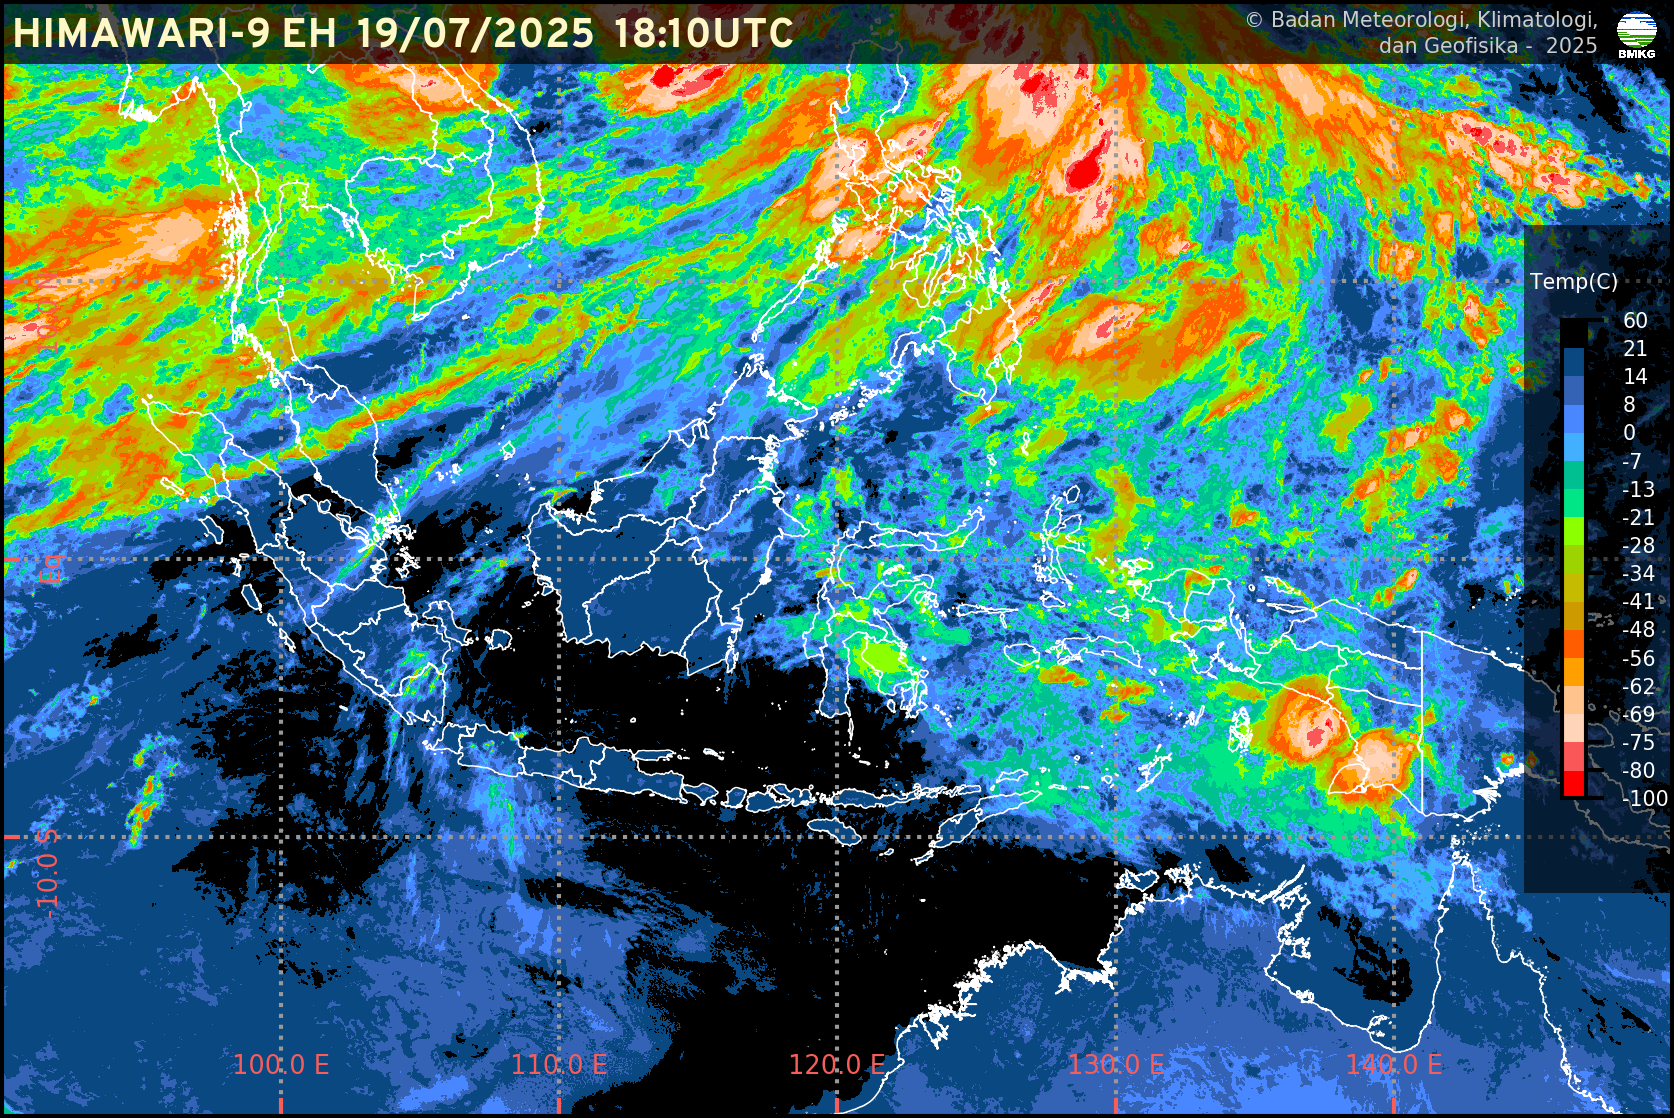 HIMAWARI-9 EH 19/07/2025 18:10UTC
© Badan Meteorologi, Klimatologi,
dan Geofisika - 2025
BMKG
Temp(C)
60
21
14
8
0
-7
-13
-21
-28
-34
-41
-48
-56
-62
-69
-75
-80
-100
Eq
-10.0 S
100.0 E
110.0 E
120.0 E
130.0 E
140.0 E